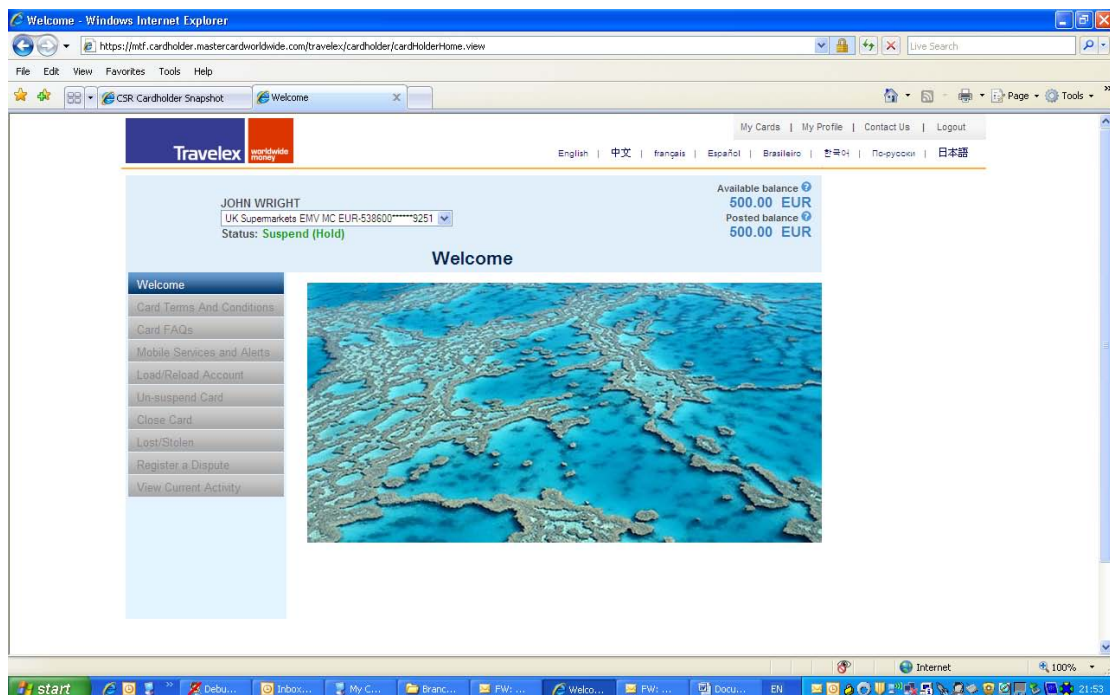 Welcome - Windows Internet Explorer
https://mtf.cardholder.mastercardworldwide.com/travelex/cardholder/cardHolderHome.view
Live Search
File Edit View Favorites Tools Help
CSR Cardholder Snapshot
Welcome
Page
Tools
Travelex worldwide money
My Cards | My Profile | Contact Us | Logout
English | 中文 | français | Español | Brasileiro | 한국어 | По-русски | 日本語
JOHN WRIGHT
UK Supermarkets EMV MC EUR-538600******9251
Status: Suspend (Hold)
Available balance
500.00 EUR
Posted balance
500.00 EUR
Welcome
Welcome
Card Terms And Conditions
Card FAQs
Mobile Services and Alerts
Load/Reload Account
Un-suspend Card
Close Card
Lost/Stolen
Register a Dispute
View Current Activity
Internet
100%
start
Debu...
Inbox...
My C...
Branc...
FW: ...
Welco...
FW: ...
Docu...
EN
21:53